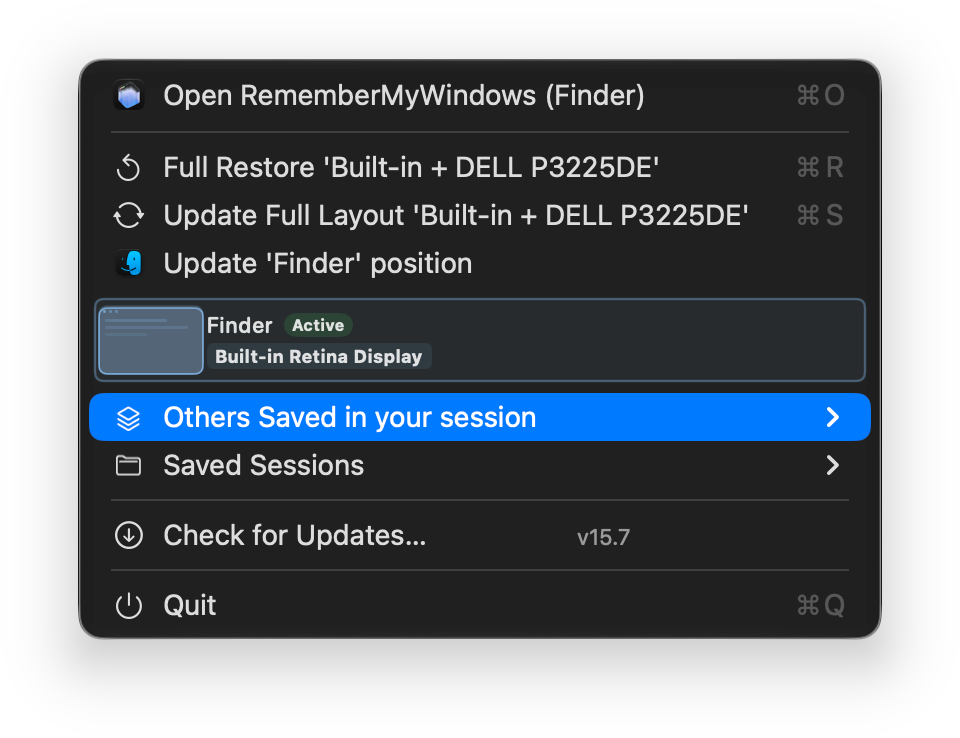 Open RememberMyWindows (Finder) ⌘O
Full Restore 'Built-in + DELL P3225DE' ⌘R
Update Full Layout 'Built-in + DELL P3225DE' ⌘S
Update 'Finder' position
Finder Active
Built-in Retina Display
Others Saved in your session
Saved Sessions
Check for Updates... v15.7
Quit ⌘Q